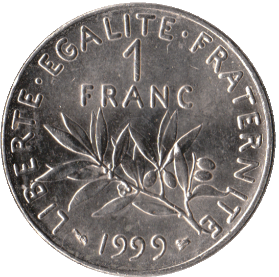 LIBERTE · EGALITE · FRATERNITE
1
FRANC
1999